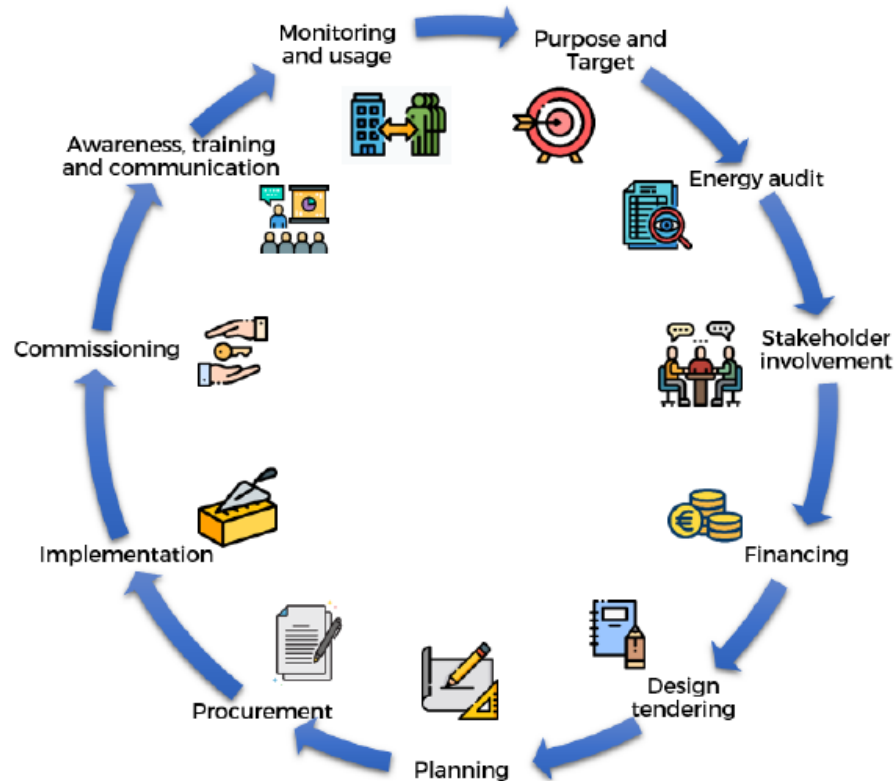 Monitoring
and usage
Purpose and
Target
Energy audit
Stakeholder
involvement
Financing
Design
tendering
Planning
Procurement
Implementation
Commissioning
Awareness, training
and communication